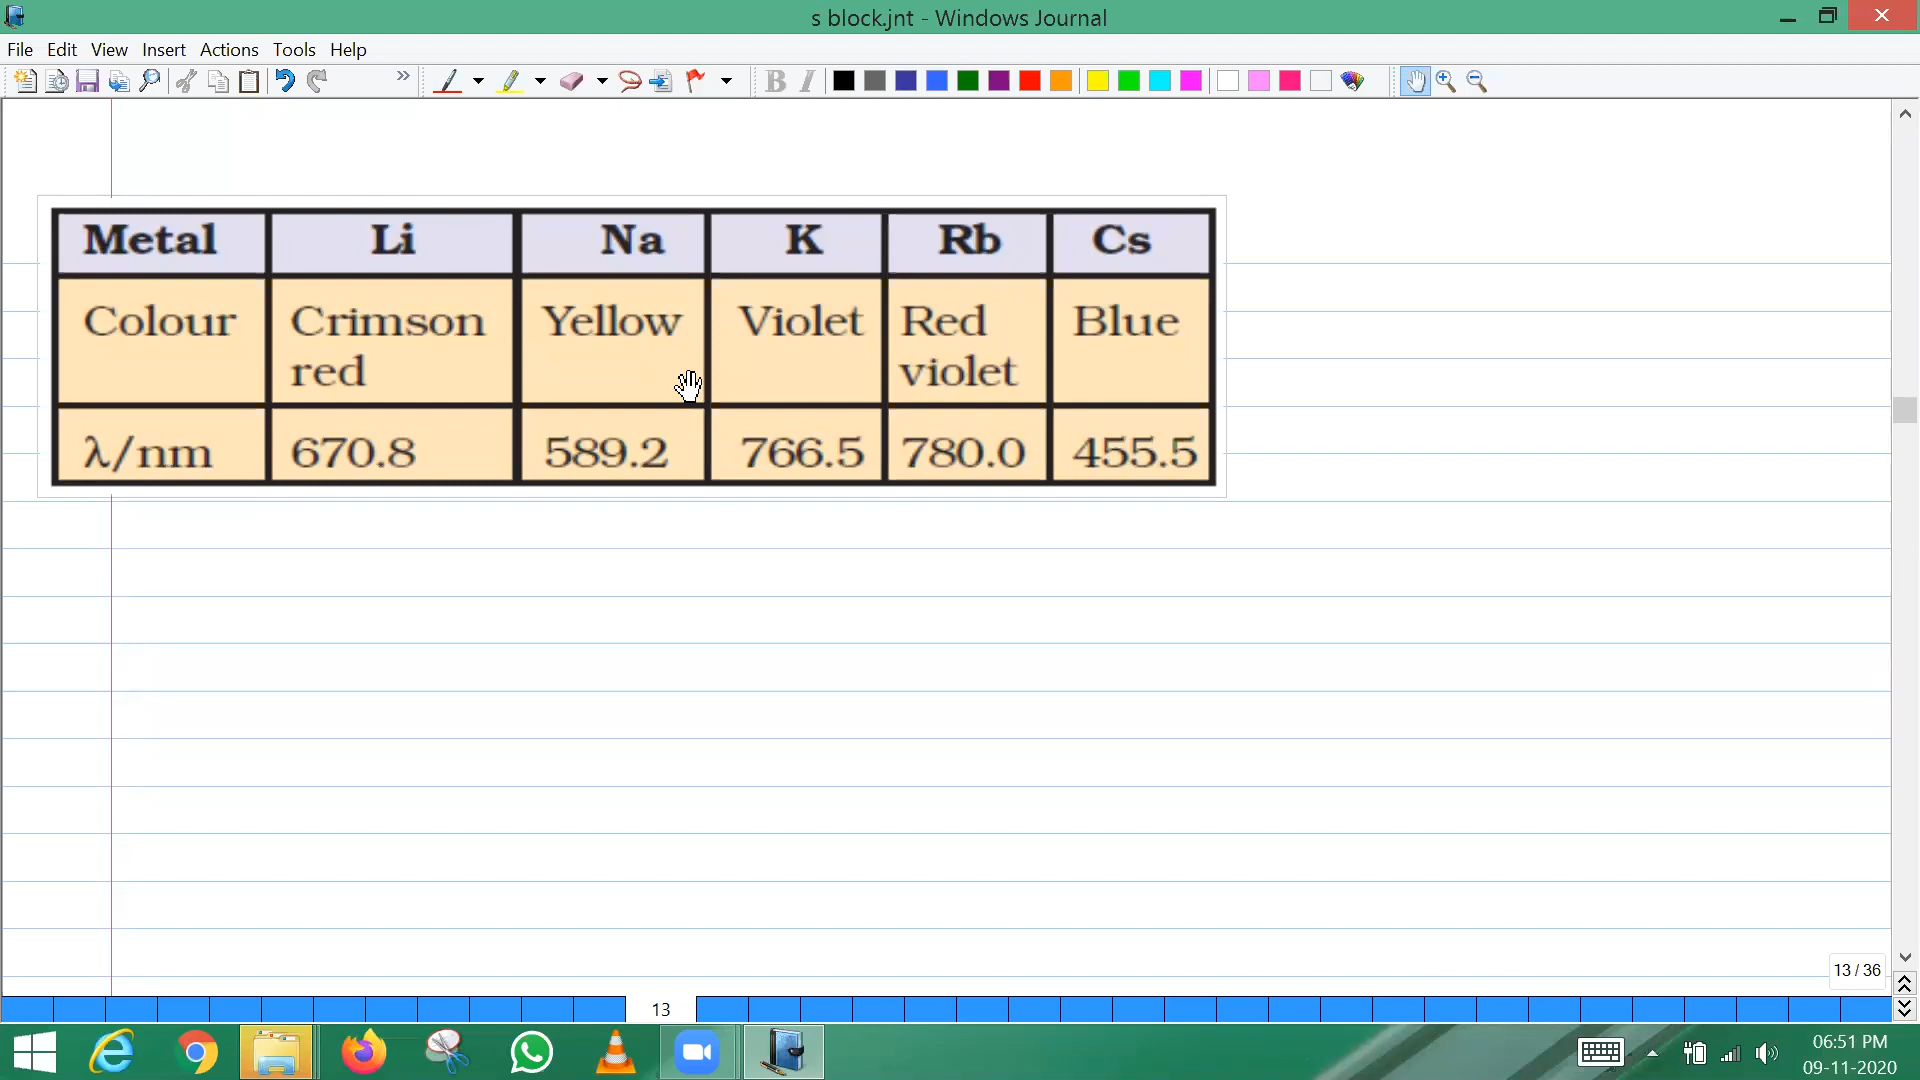 s block.jnt - Windows Journal
File Edit View Insert Actions Tools Help
B I
Metal Li Na K Rb Cs
Colour Crimson red Yellow Violet Red violet Blue
λ/nm 670.8 589.2 766.5 780.0 455.5
13 / 36
13
06:51 PM
09-11-2020